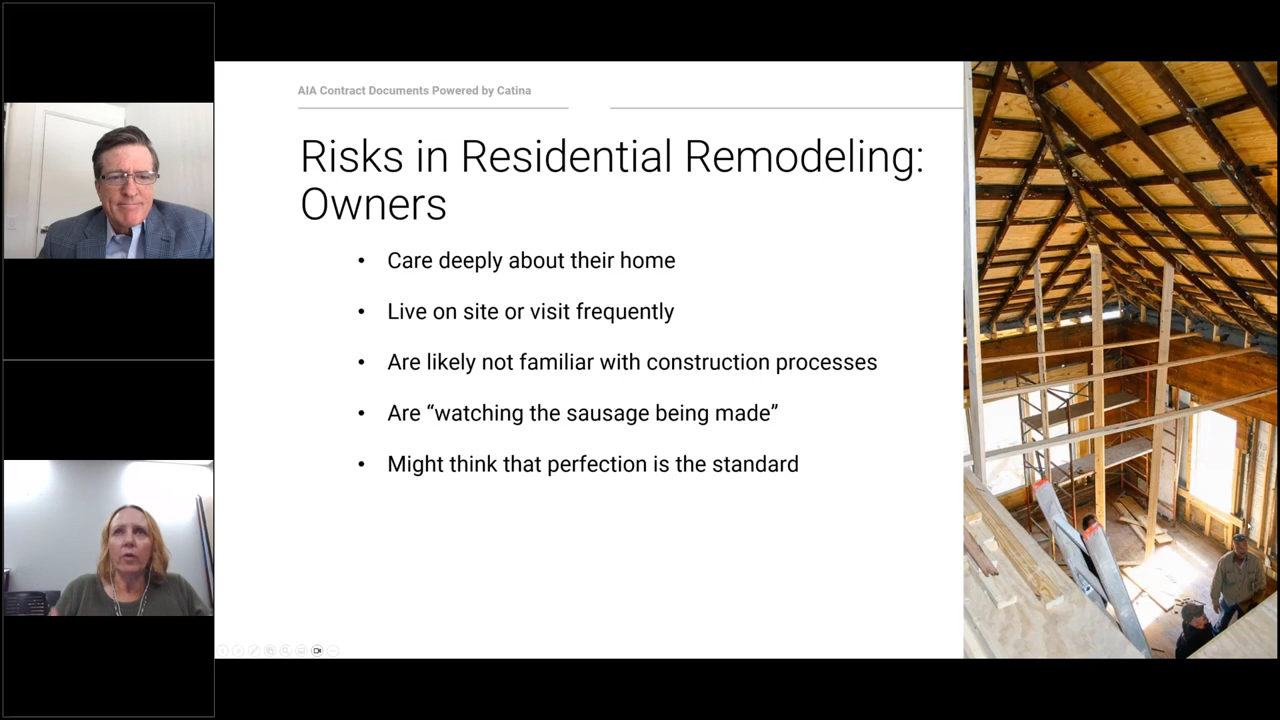 AIA Contract Documents Powered by Catina
Risks in Residential Remodeling:
Owners
• Care deeply about their home
• Live on site or visit frequently
• Are likely not familiar with construction processes
• Are “watching the sausage being made”
• Might think that perfection is the standard